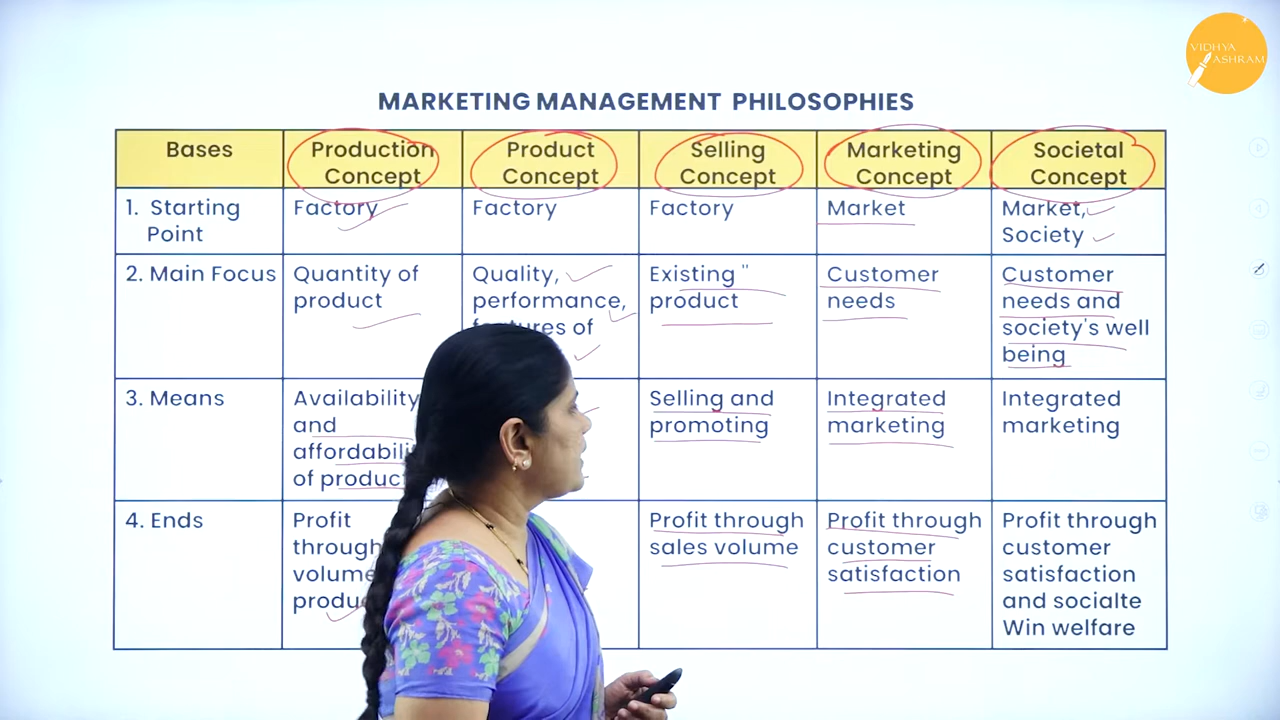 VIDHYA
ASHRAM
MARKETING MANAGEMENT PHILOSOPHIES
Bases
Production
Concept
Product
Concept
Selling
Concept
Marketing
Concept
Societal
Concept
1. Starting
Point
Factory
Factory
Factory
Market
Market,
Society
2. Main Focus
Quantity of
product
Quality,
performance,
features of
Existing "
product
Customer
needs
Customer
needs and
society's well
being
3. Means
Availability
and
of
Selling and
promoting
Integrated
marketing
Integrated
marketing
4. Ends
Profit
through
volume
Profit through
sales volume
Profit through
customer
satisfaction
Profit through
customer
satisfaction
and socialte
Win welfare